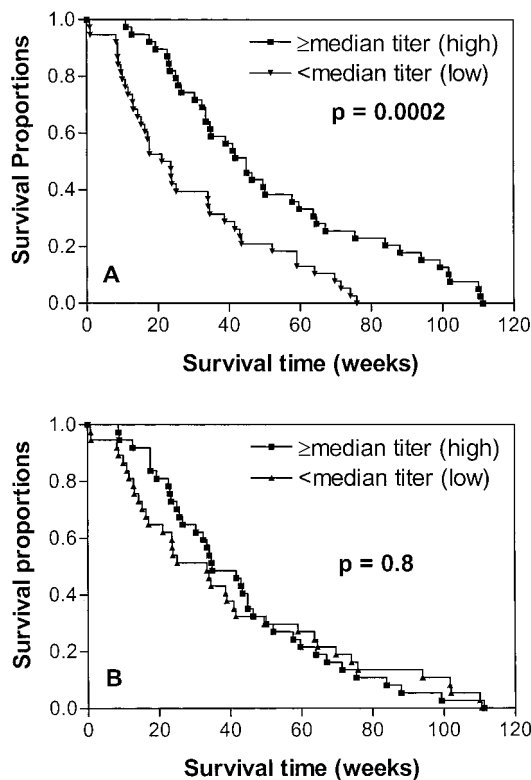 1.0
0.8
0.6
0.4
0.2
0.0
Survival Proportions
≥median titer (high)
<median titer (low)
p = 0.0002
A
0 20 40 60 80 100 120
Survival time (weeks)
1.0
0.8
0.6
0.4
0.2
0.0
Survival proportions
≥median titer (high)
<median titer (low)
p = 0.8
B
0 20 40 60 80 100 120
Survival time (weeks)